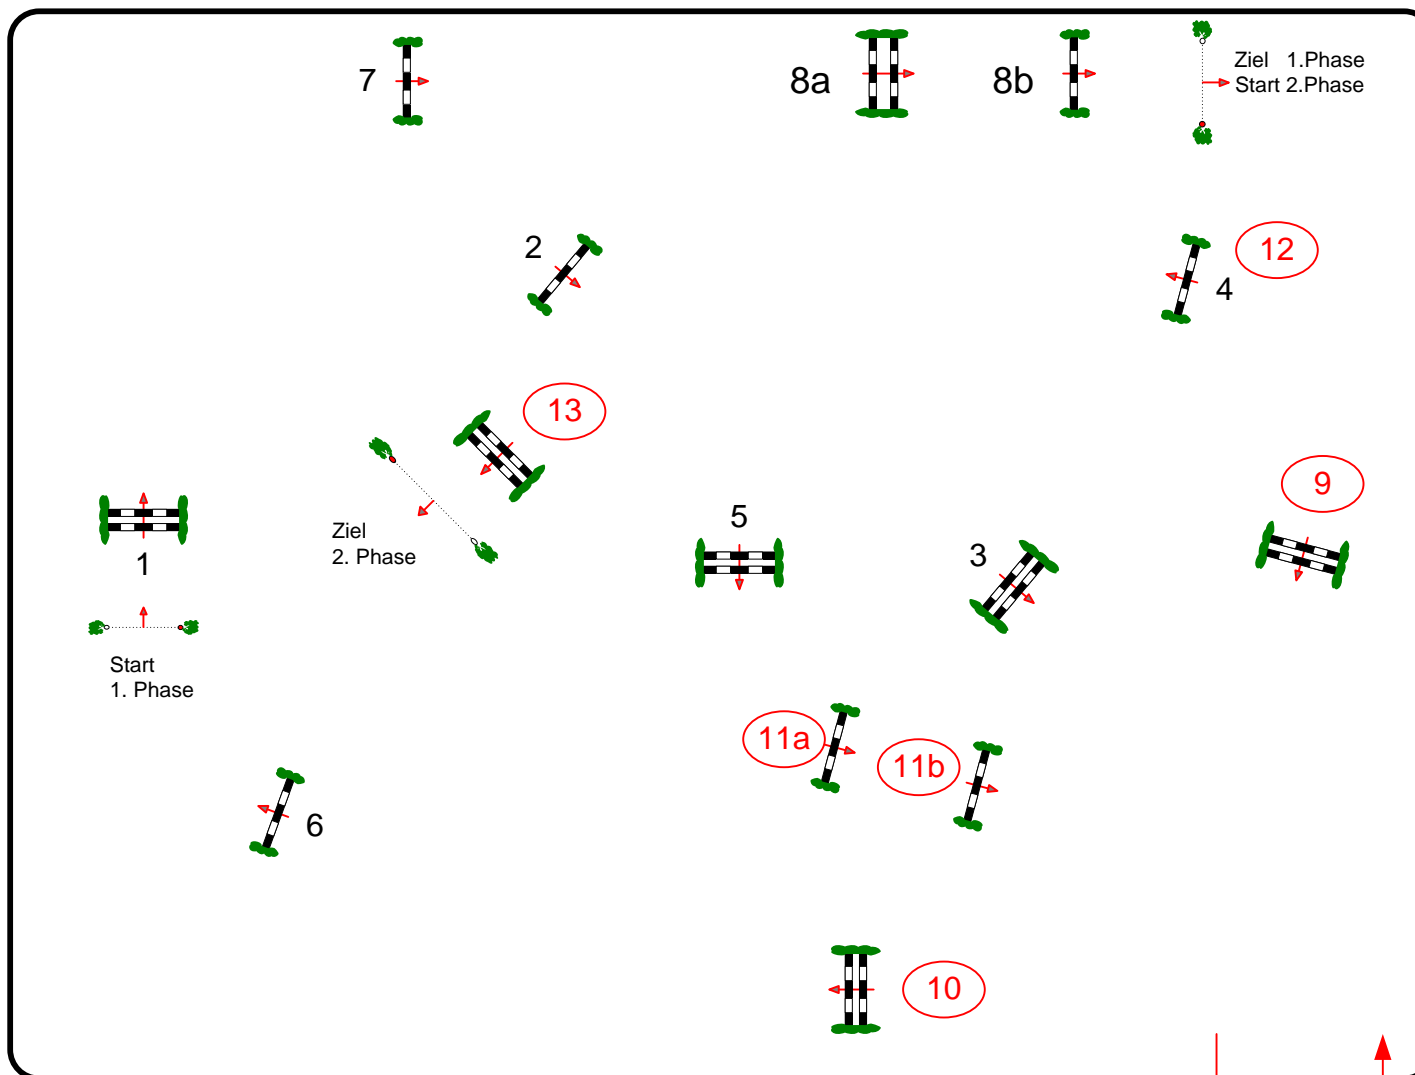 7
8a
8b
Ziel 1.Phase
Start 2.Phase
2
12
4
13
9
Ziel
2. Phase
5
3
1
Start
1. Phase
11a
11b
6
10